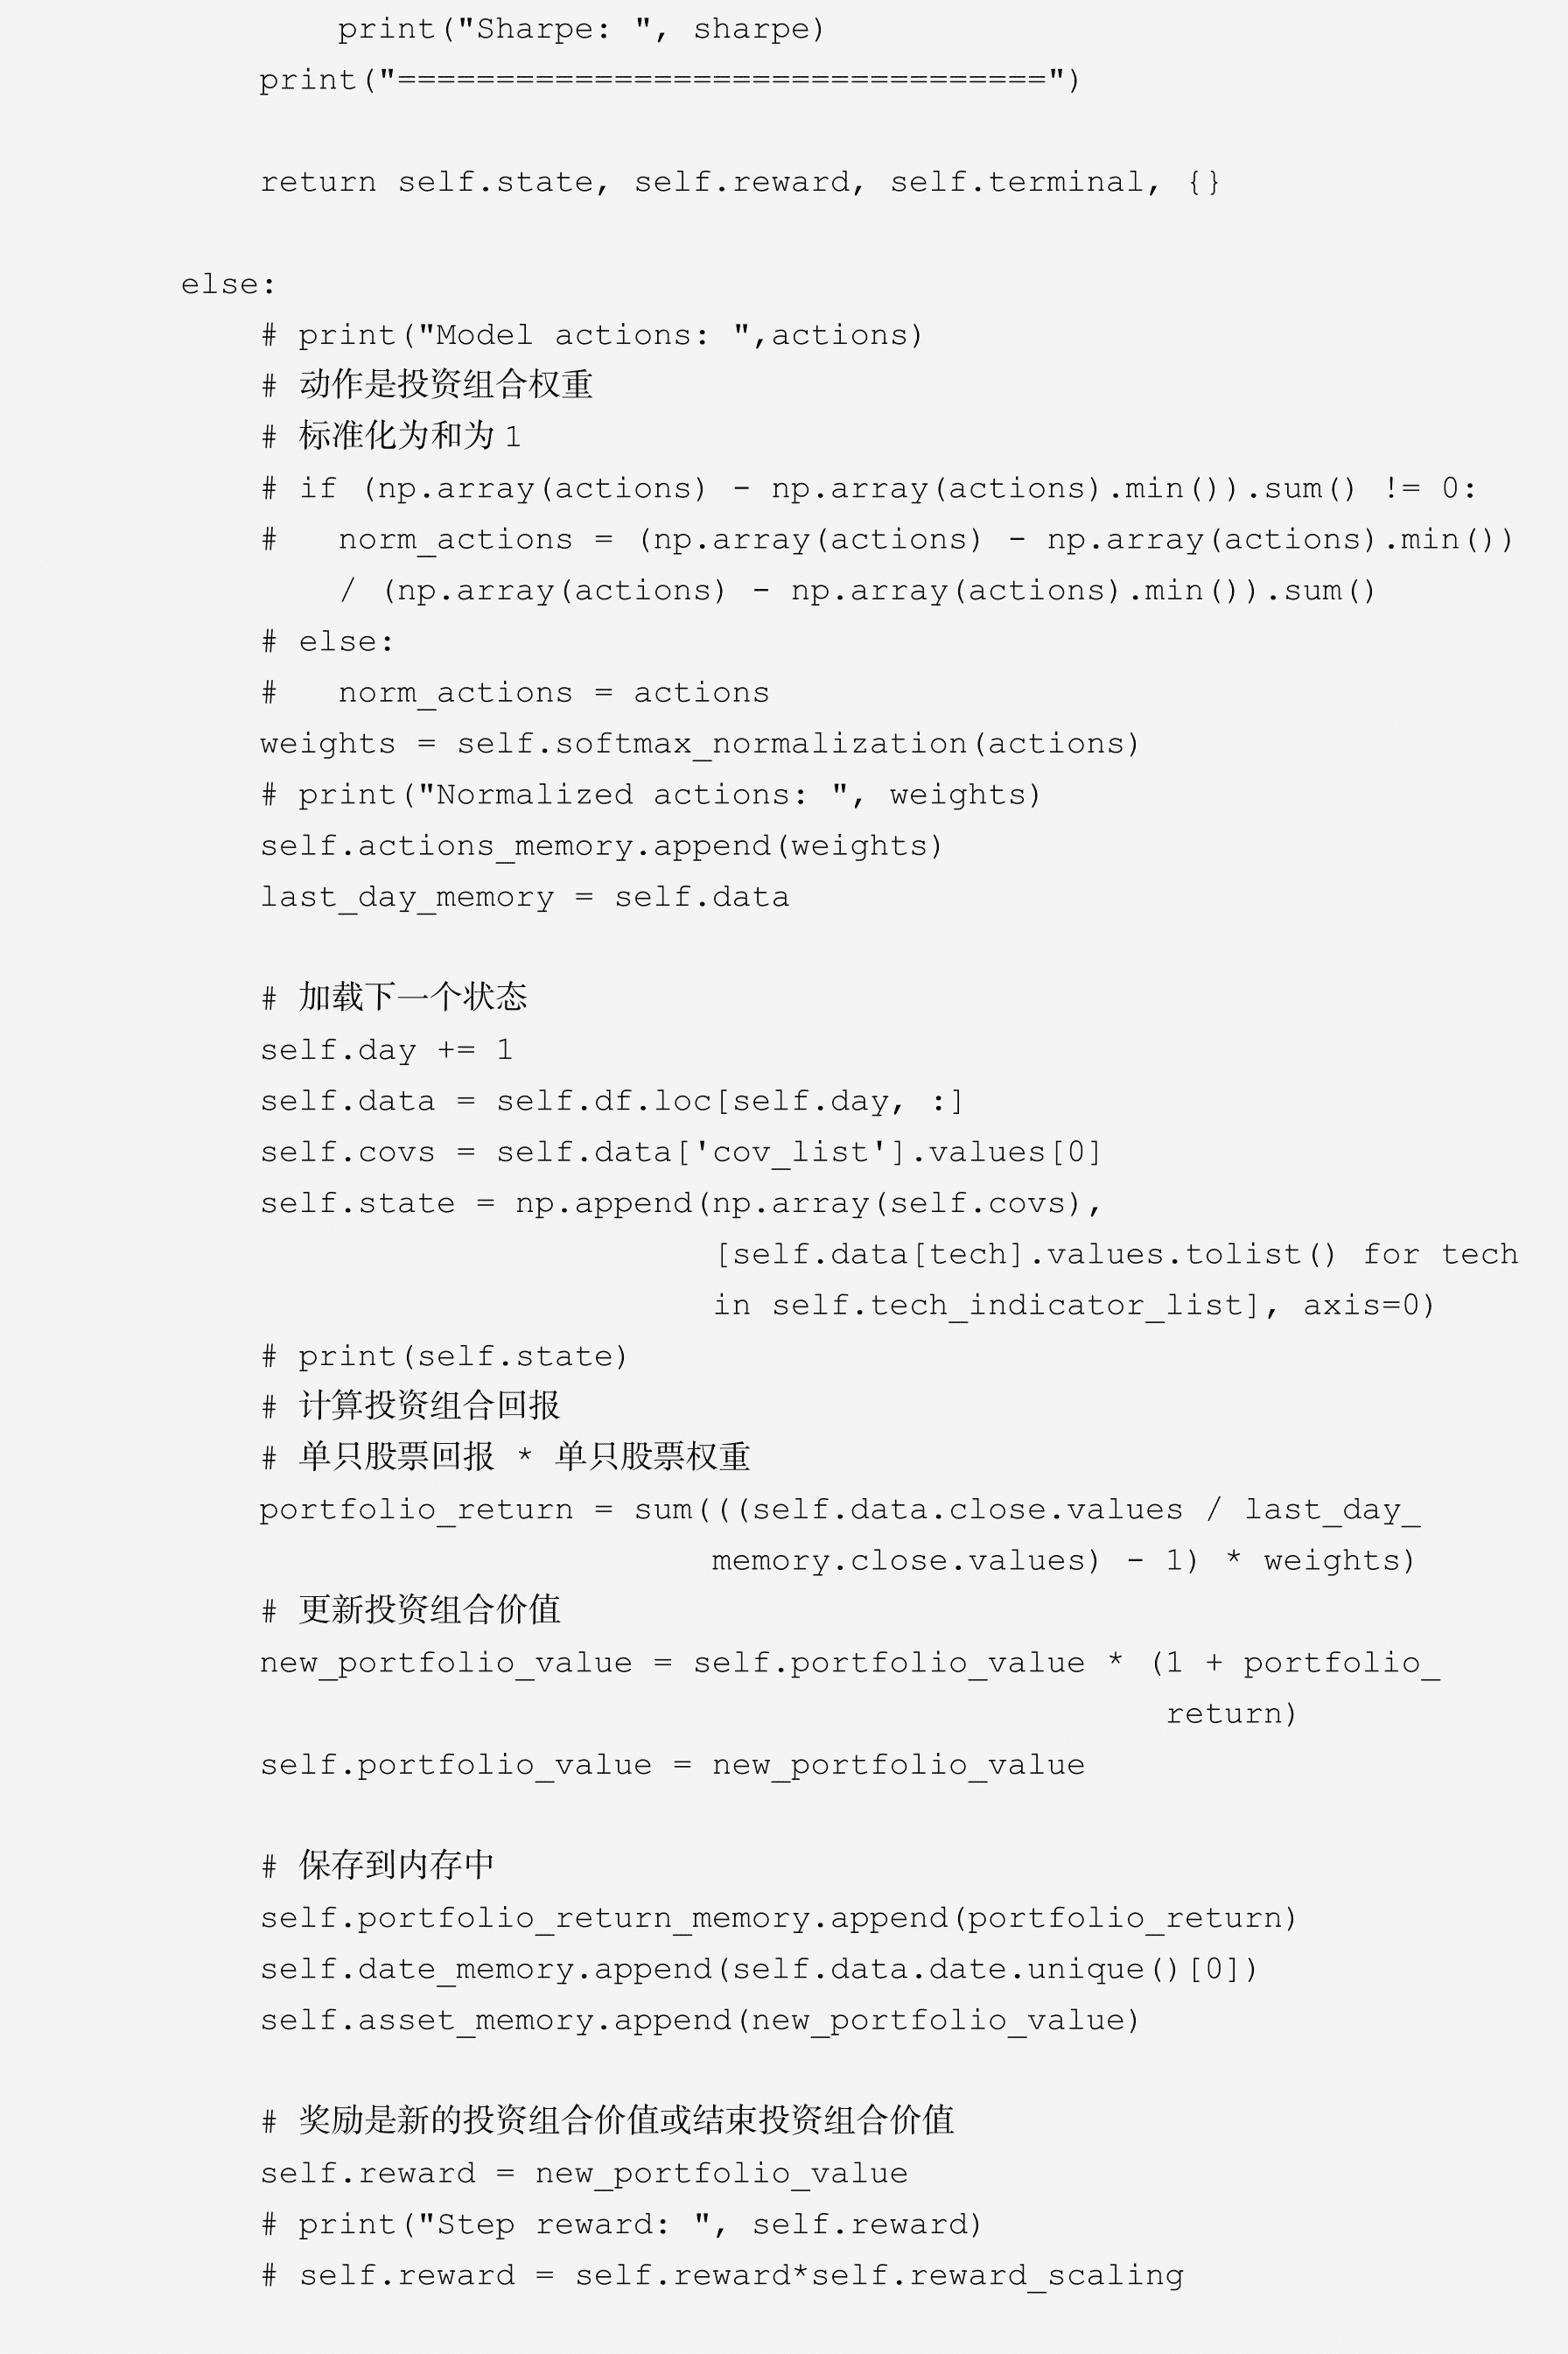 print("Sharpe: ", sharpe)
print("=================================")
return self.state, self.reward, self.terminal, {}
else:
# print("Model actions: ",actions)
# 动作是投资组合权重
# 标准化为和为 1
# if (np.array(actions) - np.array(actions).min()).sum() != 0:
#   norm_actions = (np.array(actions) - np.array(actions).min())
/ (np.array(actions) - np.array(actions).min()).sum()
# else:
#   norm_actions = actions
weights = self.softmax_normalization(actions)
# print("Normalized actions: ", weights)
self.actions_memory.append(weights)
last_day_memory = self.data
# 加载下一个状态
self.day += 1
self.data = self.df.loc[self.day, :]
self.covs = self.data['cov_list'].values[0]
self.state = np.append(np.array(self.covs),
[self.data[tech].values.tolist() for tech
in self.tech_indicator_list], axis=0)
# print(self.state)
# 计算投资组合回报
# 单只股票回报 * 单只股票权重
portfolio_return = sum(((self.data.close.values / last_day_
memory.close.values) - 1) * weights)
# 更新投资组合价值
new_portfolio_value = self.portfolio_value * (1 + portfolio_
return)
self.portfolio_value = new_portfolio_value
# 保存到内存中
self.portfolio_return_memory.append(portfolio_return)
self.date_memory.append(self.data.date.unique()[0])
self.asset_memory.append(new_portfolio_value)
# 奖励是新的投资组合价值或结束投资组合价值
self.reward = new_portfolio_value
# print("Step reward: ", self.reward)
# self.reward = self.reward*self.reward_scaling